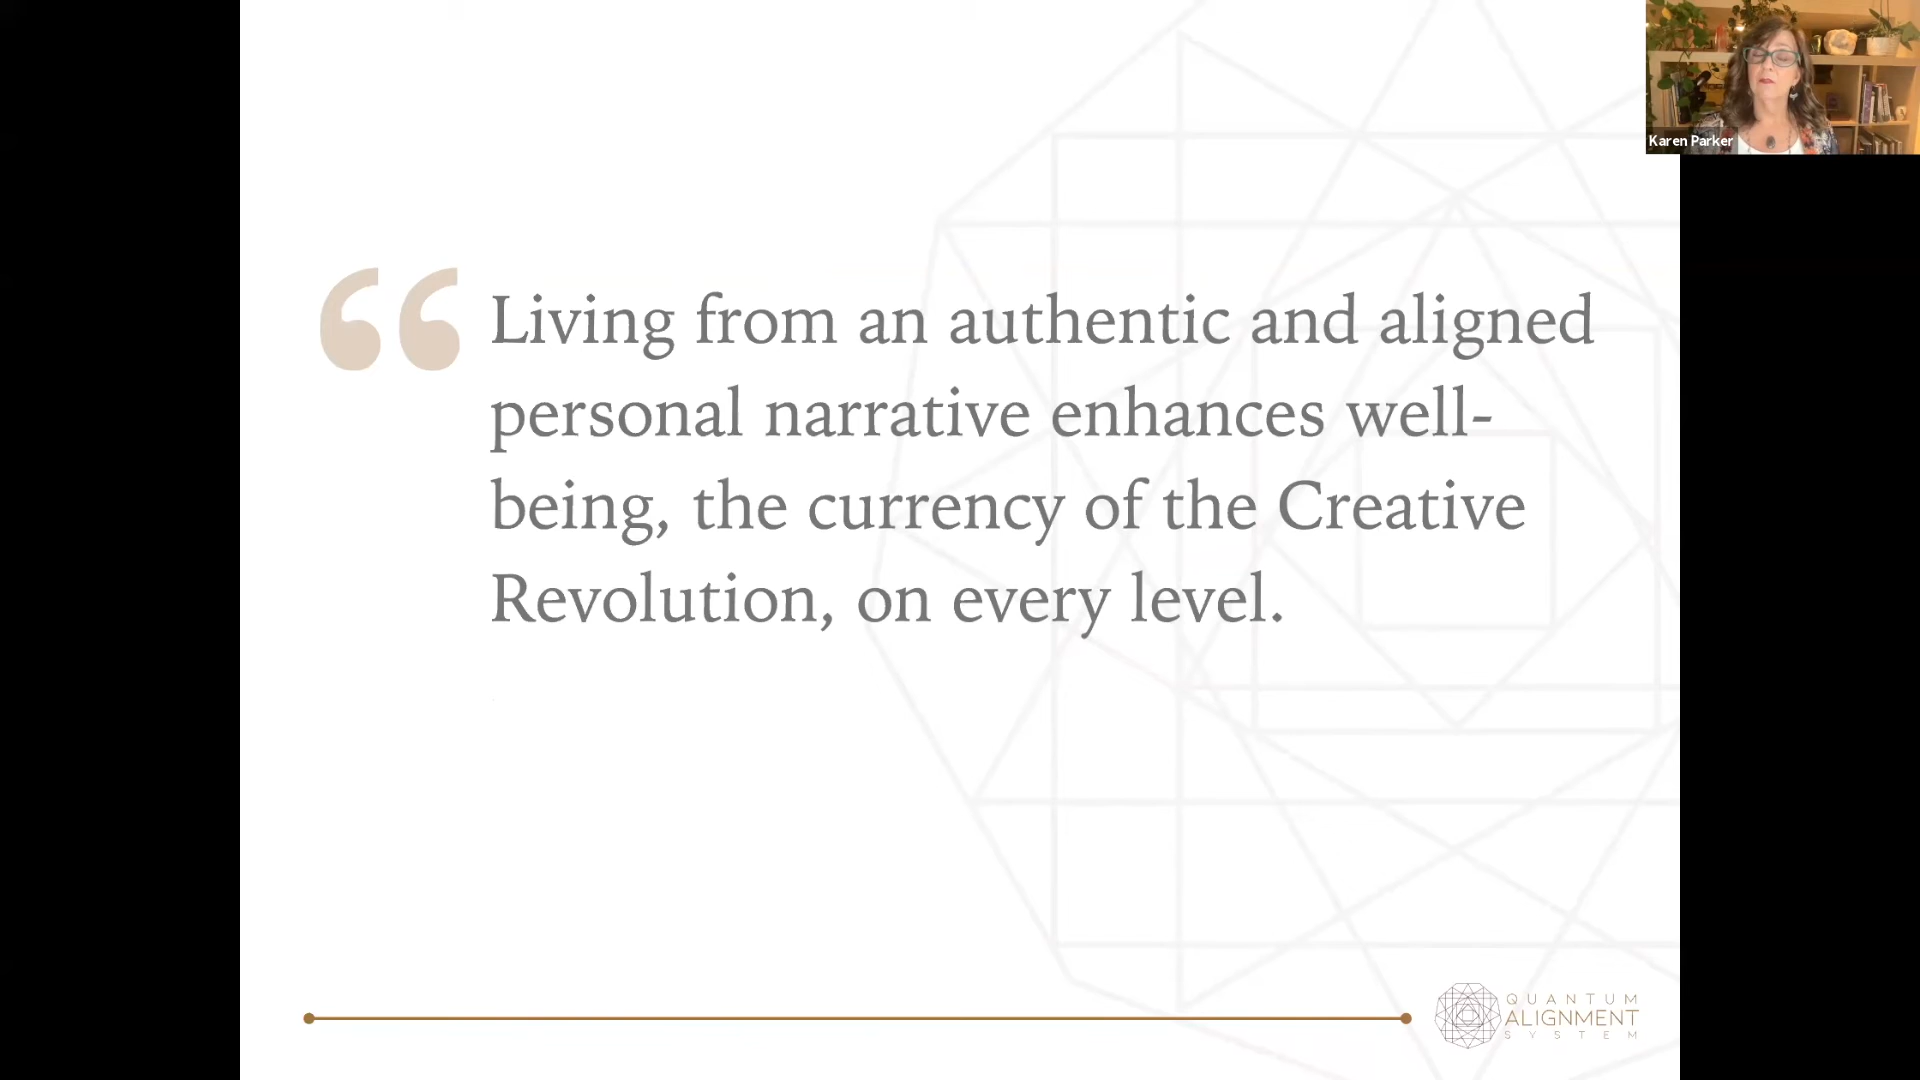 Karen Parker
Living from an authentic and aligned
personal narrative enhances well-
being, the currency of the Creative
Revolution, on every level.
QUANTUM
ALIGNMENT
SYSTEM